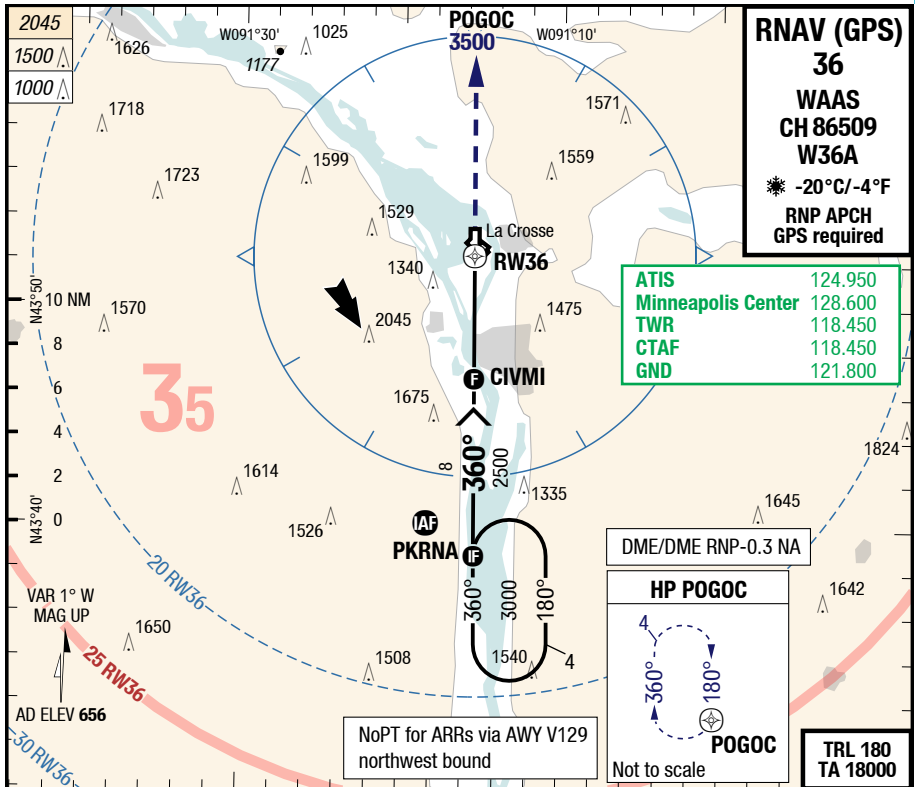 2045
1500
1000
1626
W091°30'
1025
1177
POGOC
3500
W091°10'
RNAV (GPS)
36
WAAS
CH 86509
W36A
-20°C/-4°F
RNP APCH
GPS required
1718
1571
1599
1559
1723
1529
La Crosse
RW36
1340
ATIS 124.950
Minneapolis Center 128.600
TWR 118.450
CTAF 118.450
GND 121.800
N43°50'
10 NM
1570
2045
1475
8
6
CIVMI
F
35
1675
4
1824
8
360°
2500
2
1614
1335
1645
N43°40'
0
1526
IAF
PKRNA
IF
DME/DME RNP-0.3 NA
20 RW36
VAR 1° W
MAG UP
360°
3000
180°
HP POGOC
1642
4
1650
1508
1540
4
360°
180°
25 RW36
AD ELEV 656
POGOC
NoPT for ARRs via AWY V129
northwest bound
Not to scale
30 RW36
TRL 180
TA 18000